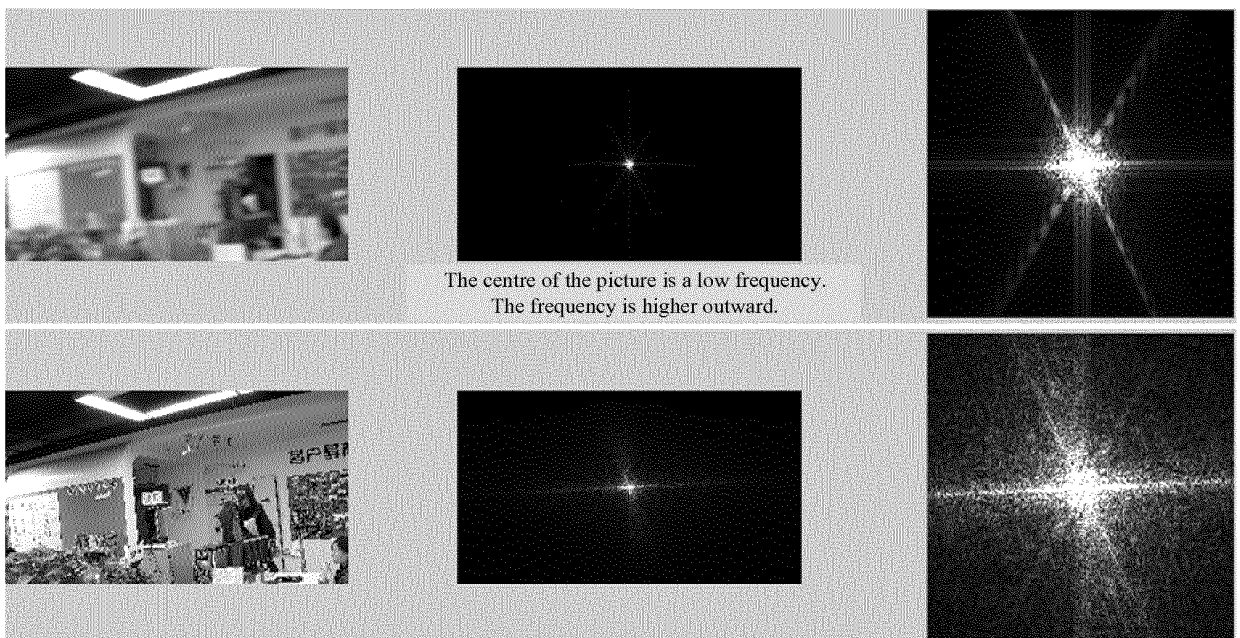 The centre of the picture is a low frequency.
The frequency is higher outward.